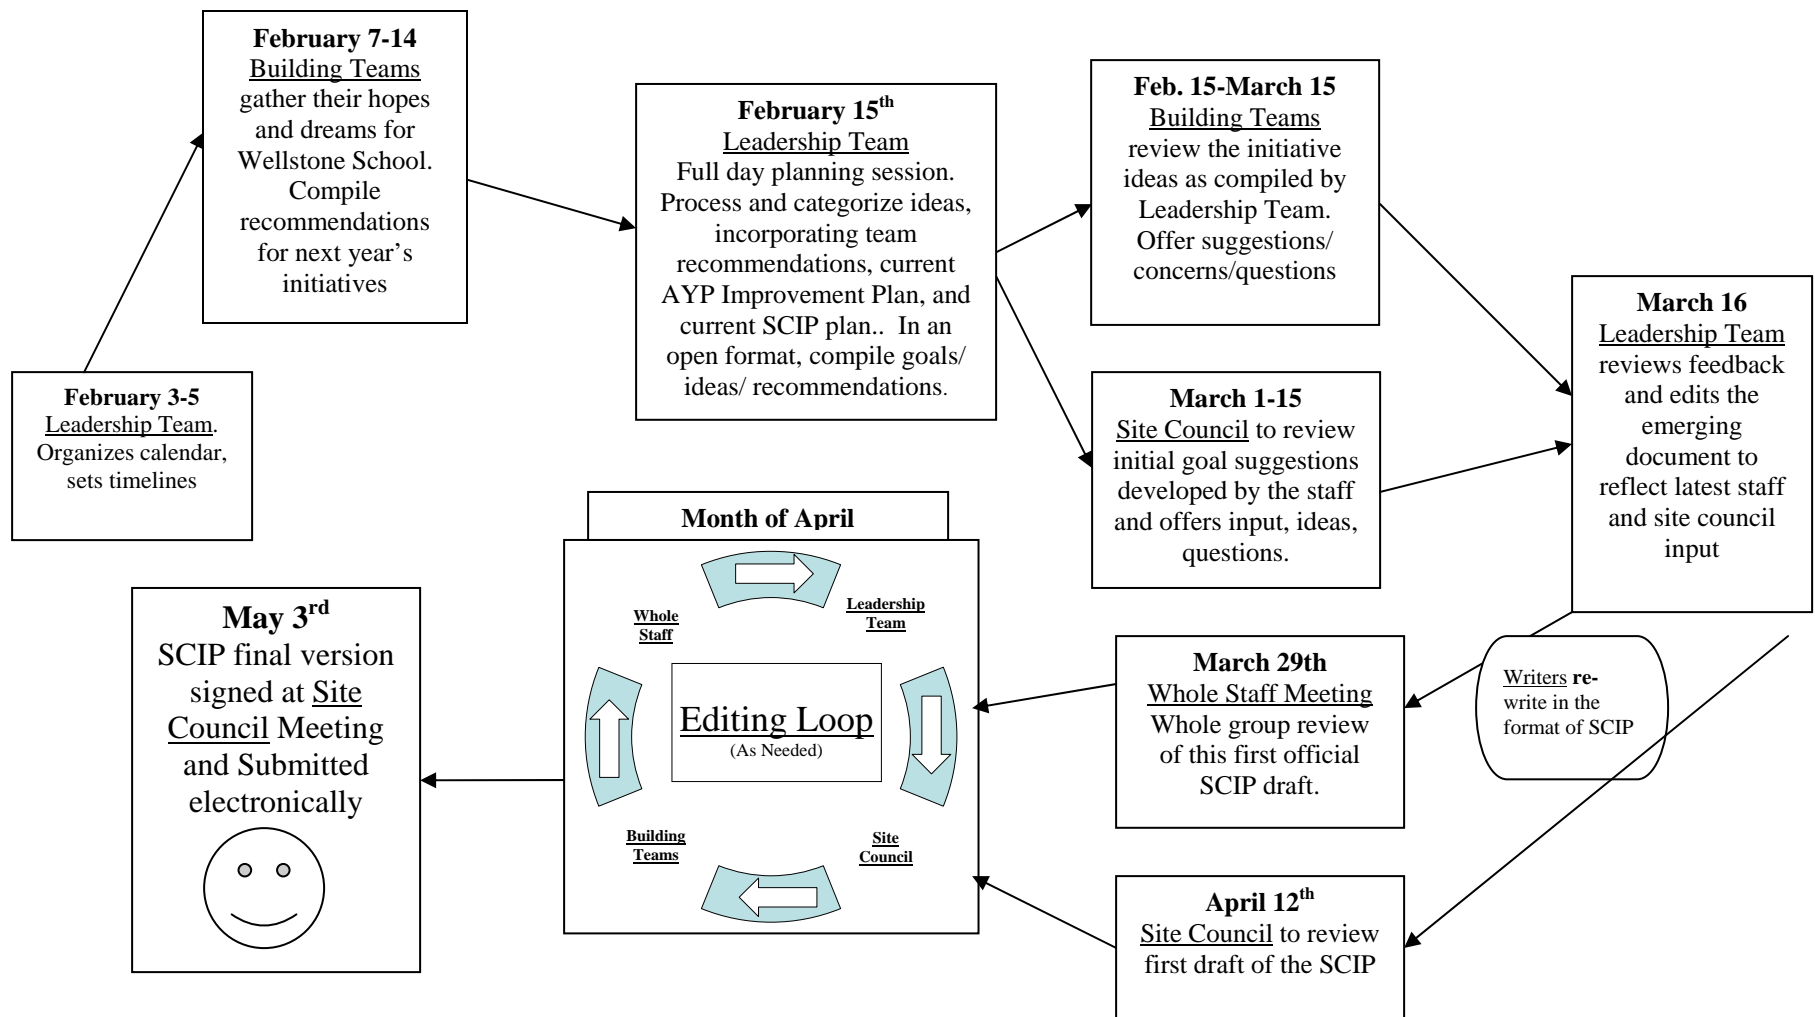 February 3-5
Leadership Team.
Organizes calendar,
sets timelines
February 7-14
Building Teams
gather their hopes
and dreams for
Wellstone School.
Compile
recommendations
for next year’s
initiatives
February 15th
Leadership Team
Full day planning session.
Process and categorize ideas,
incorporating team
recommendations, current
AYP Improvement Plan, and
current SCIP plan.. In an
open format, compile goals/
ideas/ recommendations.
Feb. 15-March 15
Building Teams
review the initiative
ideas as compiled by
Leadership Team.
Offer suggestions/
concerns/questions
March 1-15
Site Council to review
initial goal suggestions
developed by the staff
and offers input, ideas,
questions.
March 16
Leadership Team
reviews feedback
and edits the
emerging
document to
reflect latest staff
and site council
input
Writers re-
write in the
format of SCIP
March 29th
Whole Staff Meeting
Whole group review
of this first official
SCIP draft.
April 12th
Site Council to review
first draft of the SCIP
Month of April
Whole
Staff
Leadership
Team
Editing Loop
(As Needed)
Building
Teams
Site
Council
May 3rd
SCIP final version
signed at Site
Council Meeting
and Submitted
electronically